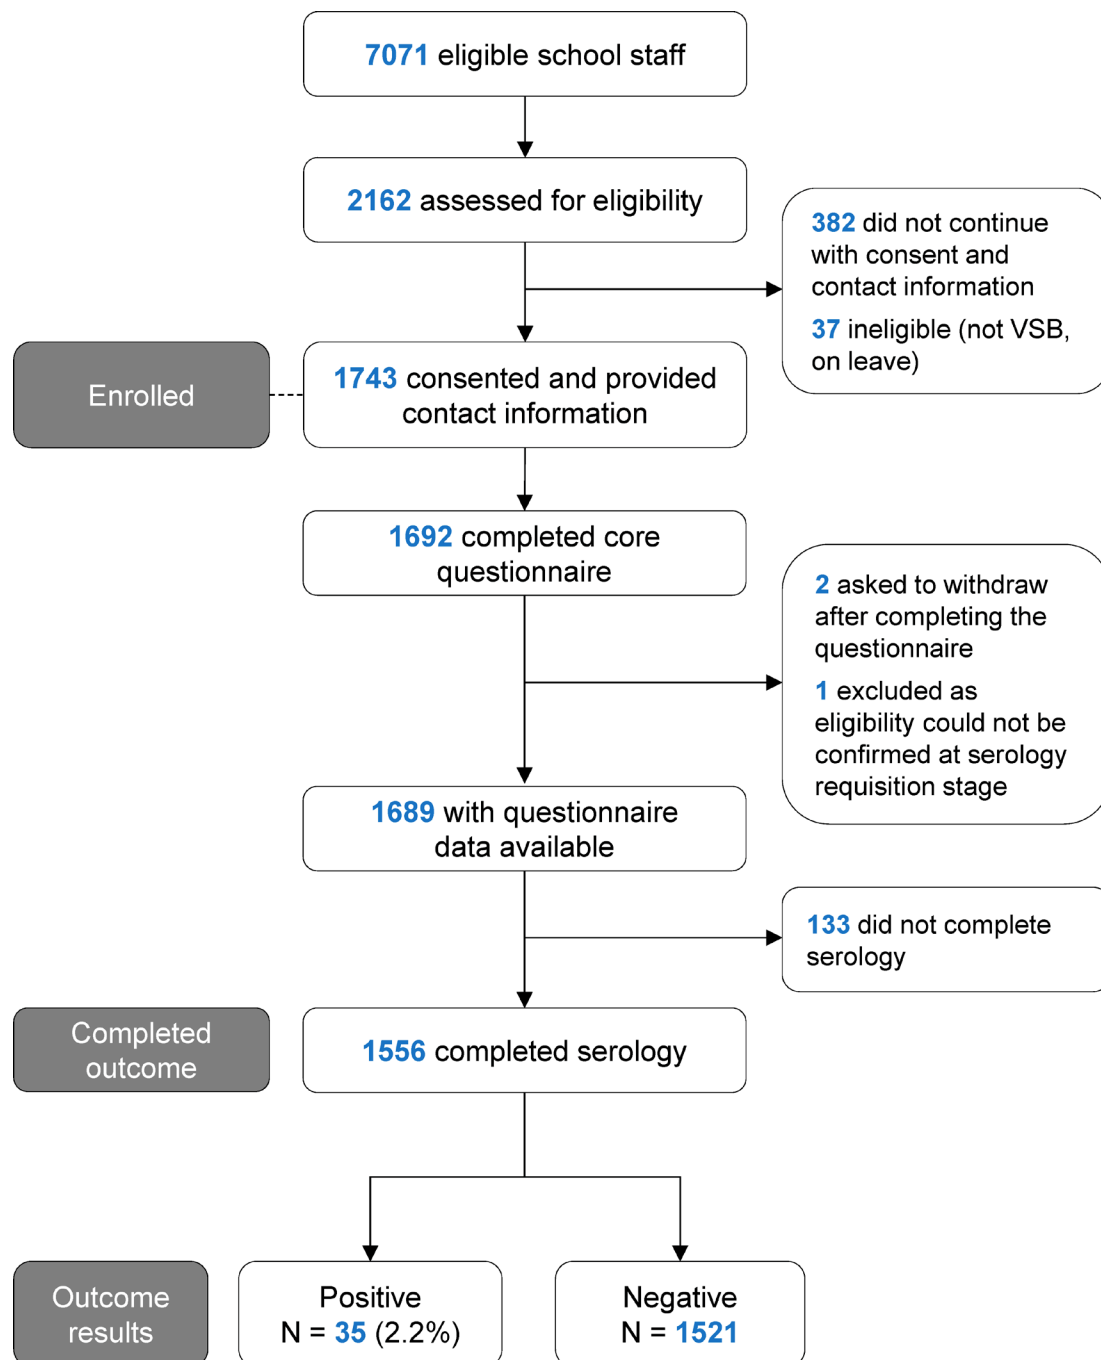 7071 eligible school staff
2162 assessed for eligibility
382 did not continue
with consent and
contact information
37 ineligible (not VSB,
on leave)
Enrolled
1743 consented and provided
contact information
1692 completed core
questionnaire
2 asked to withdraw
after completing the
questionnaire
1 excluded as
eligibility could not be
confirmed at serology
requisition stage
1689 with questionnaire
data available
133 did not complete
serology
Completed
outcome
1556 completed serology
Outcome
results
Positive
N = 35 (2.2%)
Negative
N = 1521